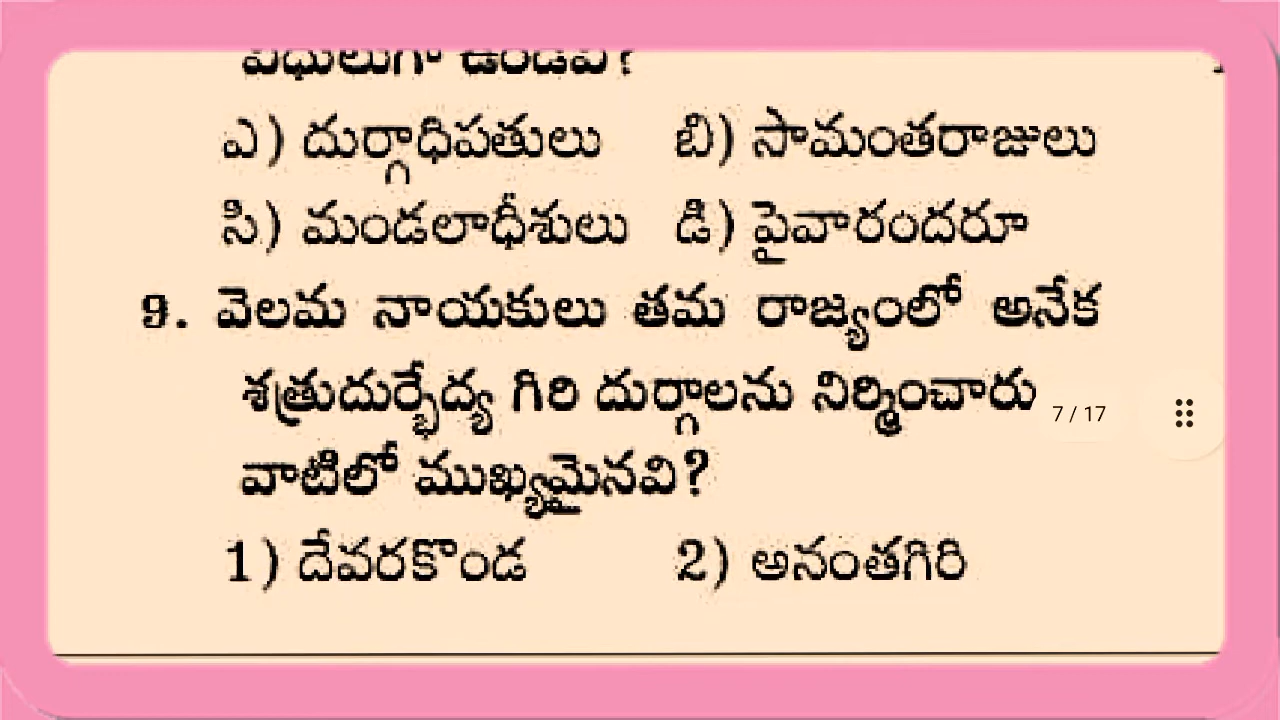 విధులుగా ఉండేవి?
ఎ) దుర్గాధిపతులు బి) సామంతరాజులు
సి) మండలాధీశులు డి) పైవారందరూ
9. వెలమ నాయకులు తమ రాజ్యంలో అనేక
శత్రుదుర్భేద్య గిరి దుర్గాలను నిర్మించారు
వాటిలో ముఖ్యమైనవి?
7 / 17
1) దేవరకొండ 2) అనంతగిరి